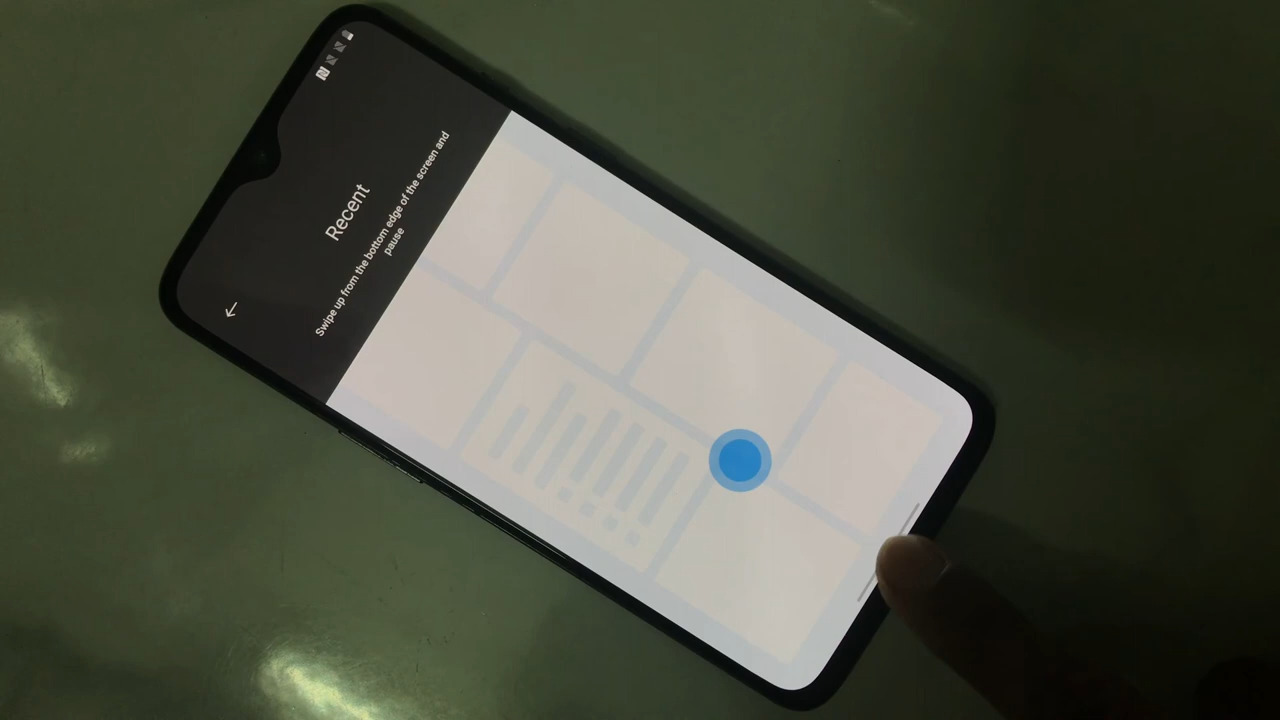 Recent
Swipe up from the bottom edge of the screen and
pause